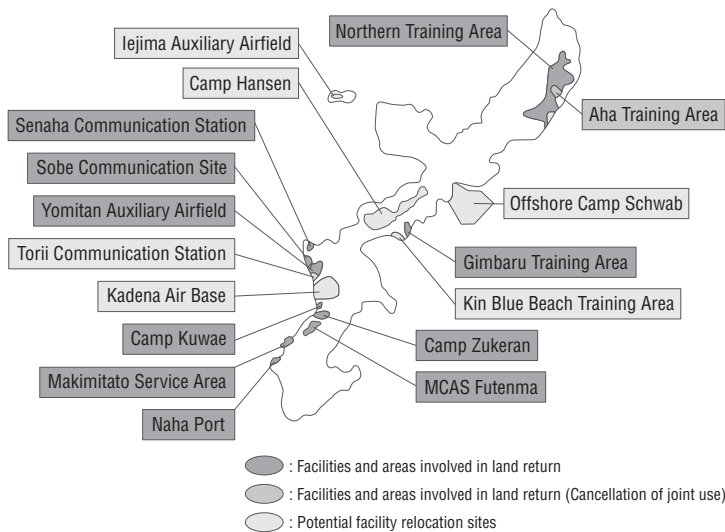 Iejima Auxiliary Airfield
Northern Training Area
Camp Hansen
Senaha Communication Station
Aha Training Area
Sobe Communication Site
Yomitan Auxiliary Airfield
Offshore Camp Schwab
Torii Communication Station
Gimbaru Training Area
Kadena Air Base
Kin Blue Beach Training Area
Camp Kuwae
Camp Zukeran
Makimitato Service Area
MCAS Futenma
Naha Port
: Facilities and areas involved in land return
: Facilities and areas involved in land return (Cancellation of joint use)
: Potential facility relocation sites